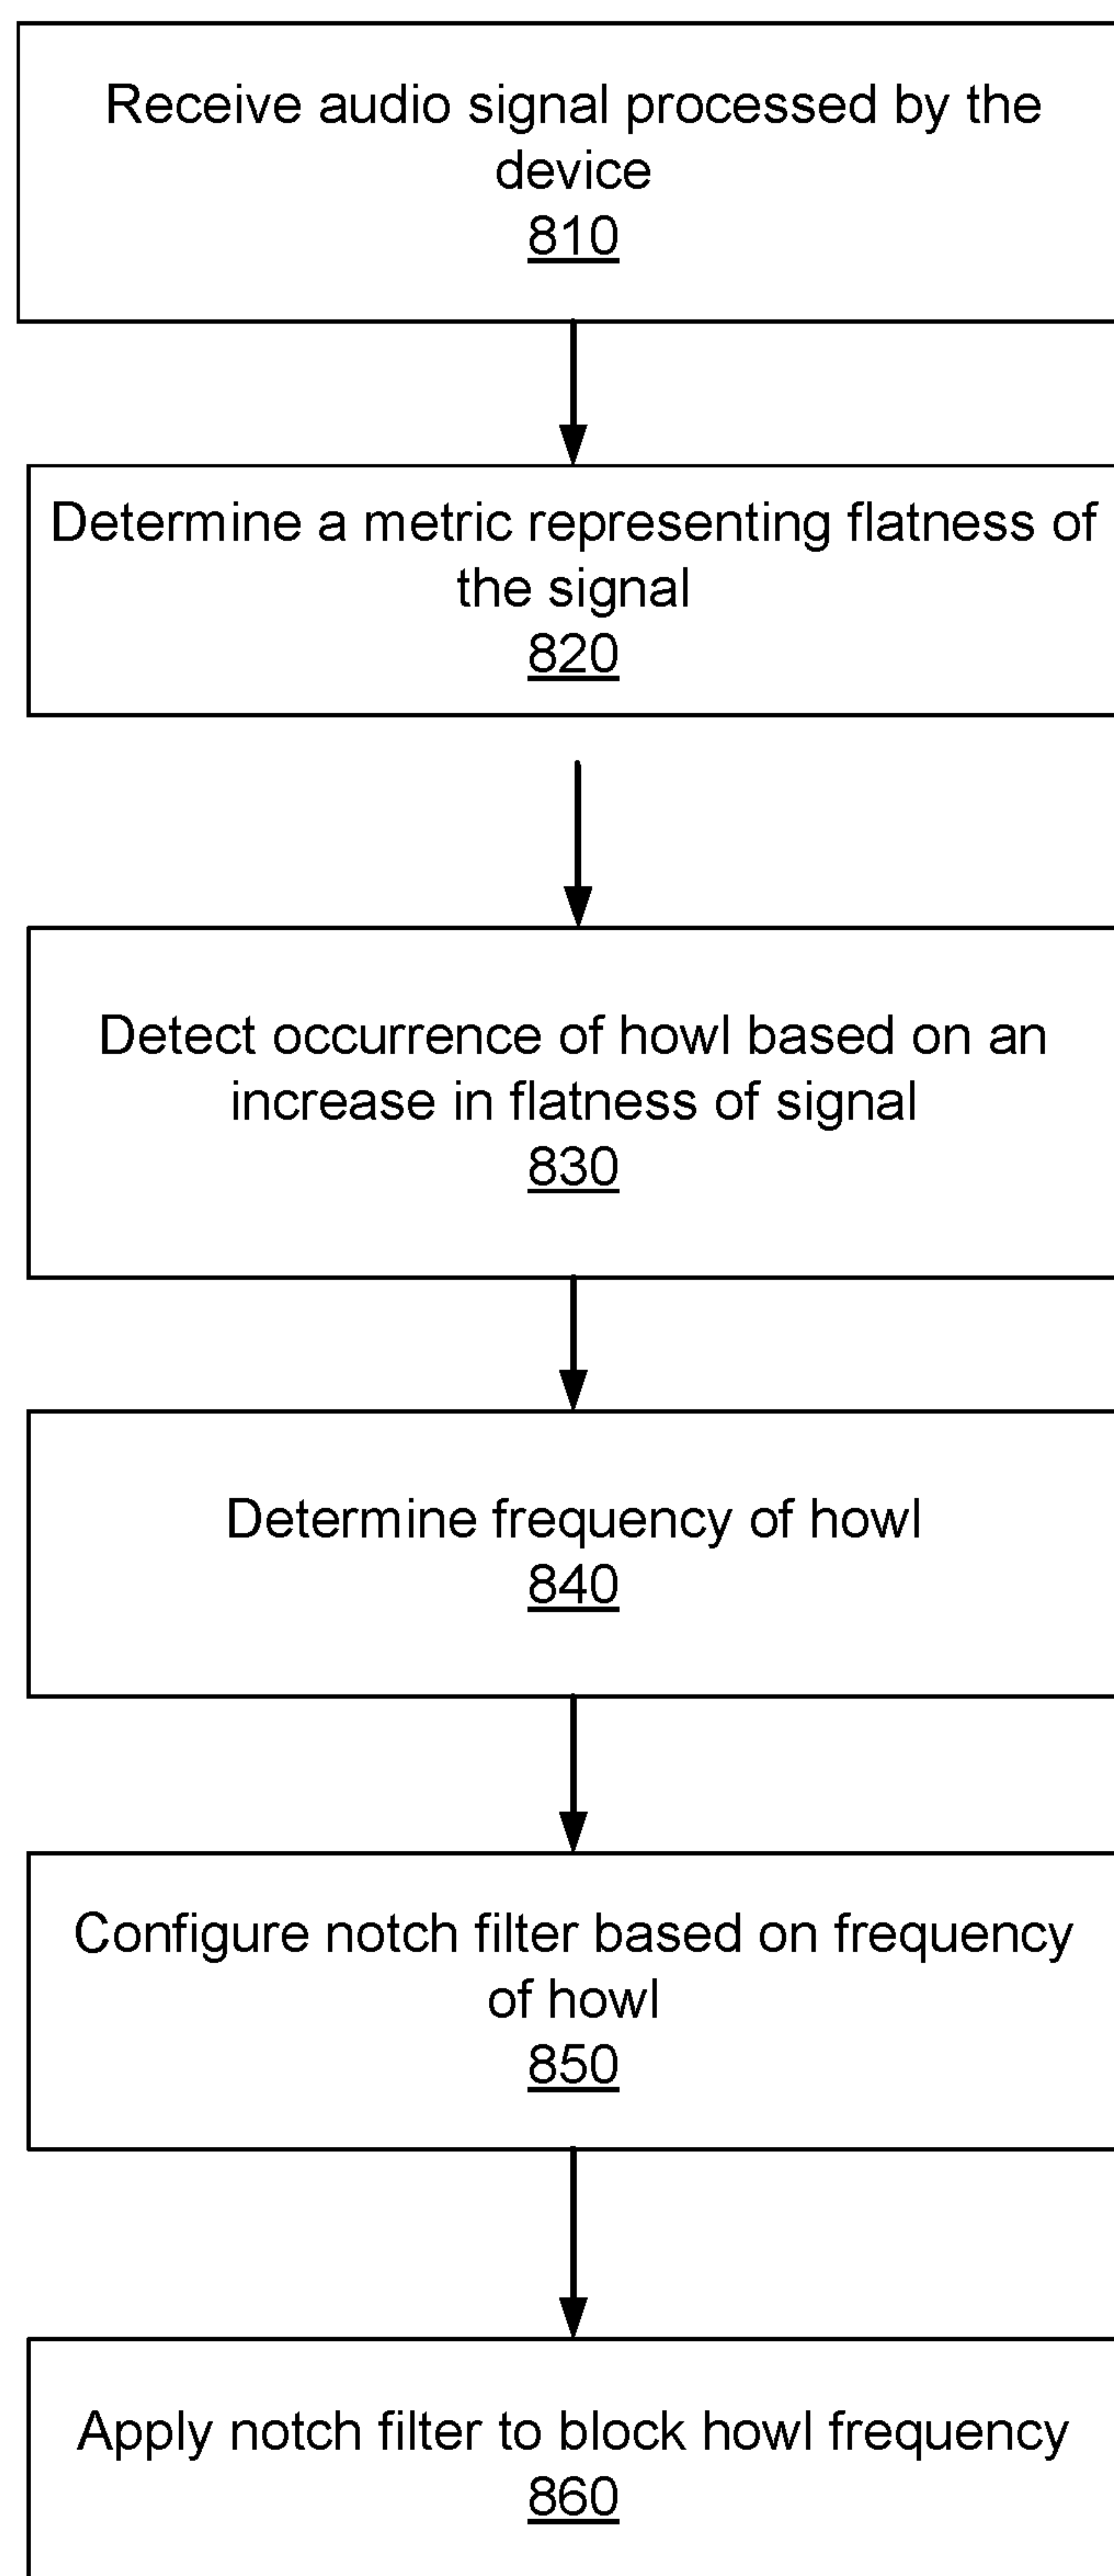 Receive audio signal processed by the
device
810
Determine a metric representing flatness of
the signal
820
Detect occurrence of howl based on an
increase in flatness of signal
830
Determine frequency of howl
840
Configure notch filter based on frequency
of howl
850
Apply notch filter to block howl frequency
860